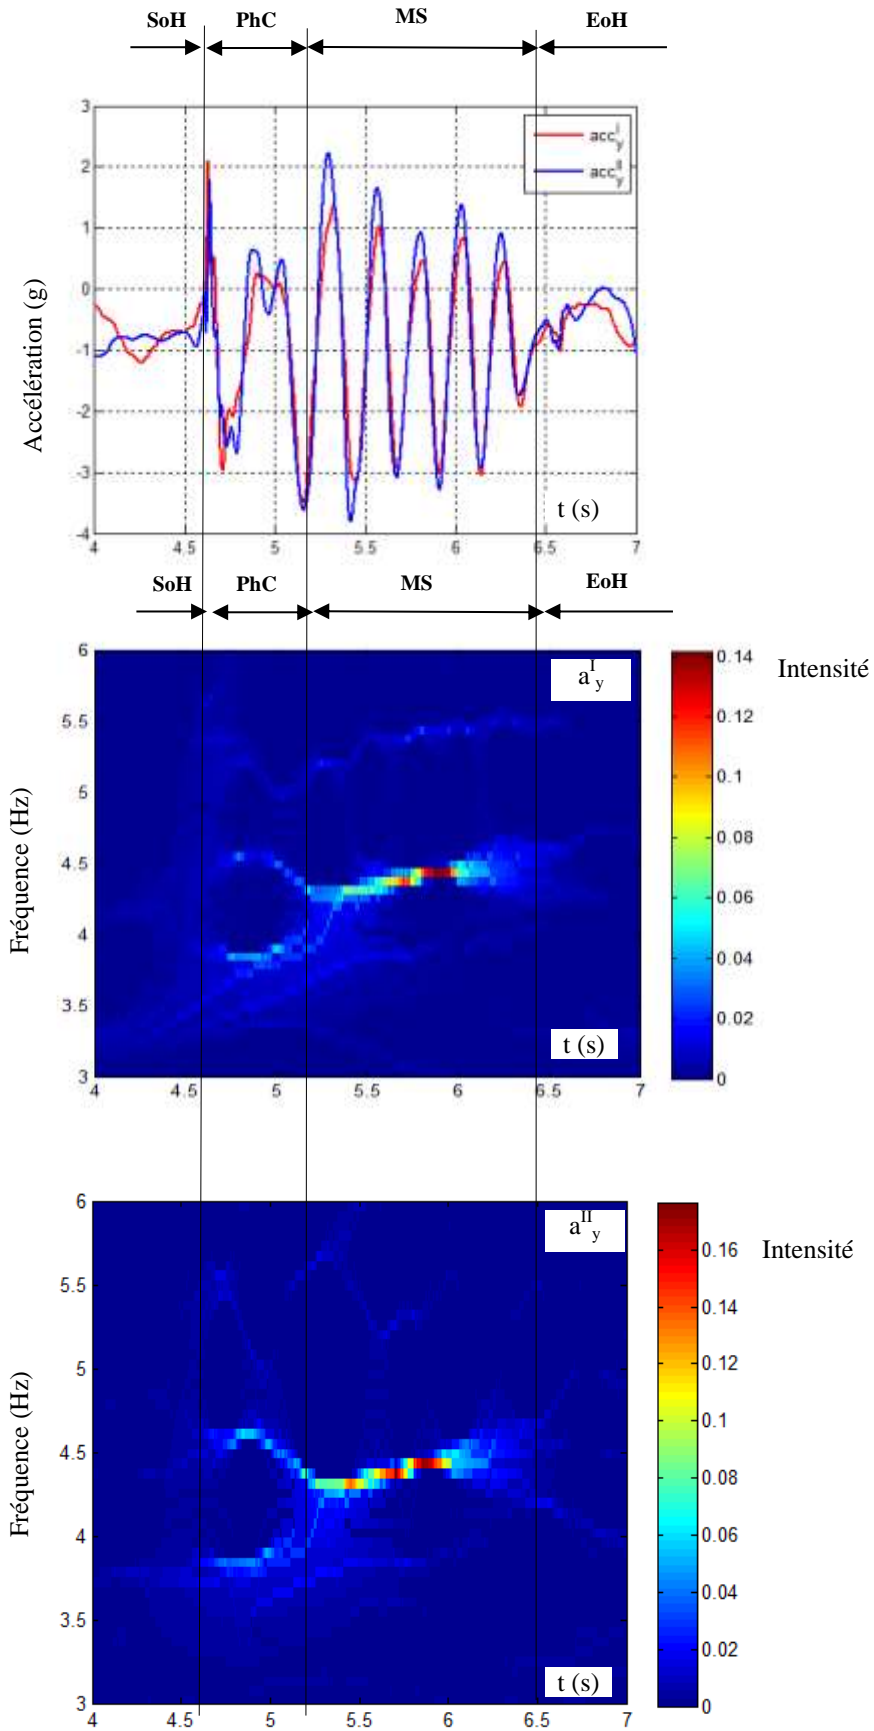 SoH PhC MS EoH
3
2
1
0
-1
-2
-3
-4
Accélération (g)
acc_y^I
acc_y^II
t (s)
4 4.5 5 5.5 6 6.5 7
SoH PhC MS EoH
6
5.5
5
4.5
4
3.5
3
Fréquence (Hz)
a^I_y
t (s)
4 4.5 5 5.5 6 6.5 7
0.14
0.12
0.1
0.08
0.06
0.04
0.02
0
Intensité
6
5.5
5
4.5
4
3.5
3
Fréquence (Hz)
a^II_y
t (s)
4 4.5 5 5.5 6 6.5 7
0.16
0.14
0.12
0.1
0.08
0.06
0.04
0.02
0
Intensité